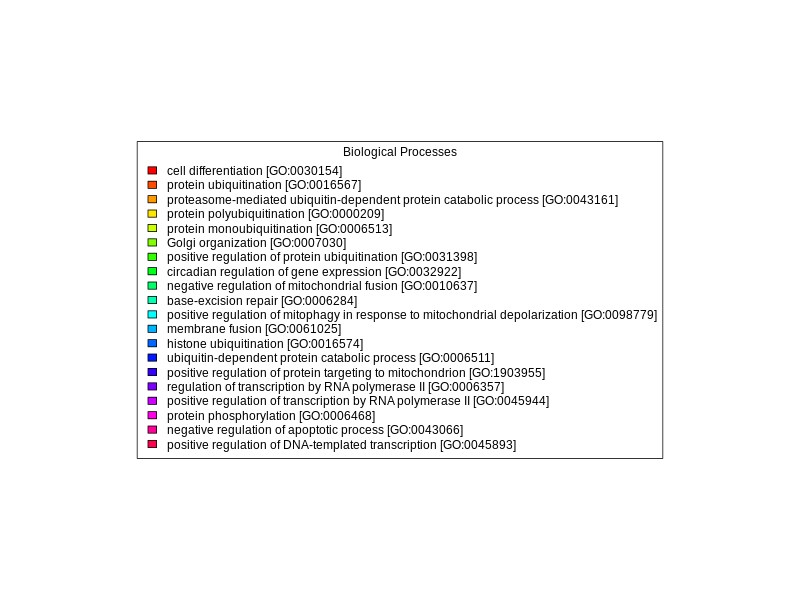 Biological Processes
cell differentiation [GO:0030154]
protein ubiquitination [GO:0016567]
proteasome-mediated ubiquitin-dependent protein catabolic process [GO:0043161]
protein polyubiquitination [GO:0000209]
protein monoubiquitination [GO:0006513]
Golgi organization [GO:0007030]
positive regulation of protein ubiquitination [GO:0031398]
circadian regulation of gene expression [GO:0032922]
negative regulation of mitochondrial fusion [GO:0010637]
base-excision repair [GO:0006284]
positive regulation of mitophagy in response to mitochondrial depolarization [GO:0098779]
membrane fusion [GO:0061025]
histone ubiquitination [GO:0016574]
ubiquitin-dependent protein catabolic process [GO:0006511]
positive regulation of protein targeting to mitochondrion [GO:1903955]
regulation of transcription by RNA polymerase II [GO:0006357]
positive regulation of transcription by RNA polymerase II [GO:0045944]
protein phosphorylation [GO:0006468]
negative regulation of apoptotic process [GO:0043066]
positive regulation of DNA-templated transcription [GO:0045893]